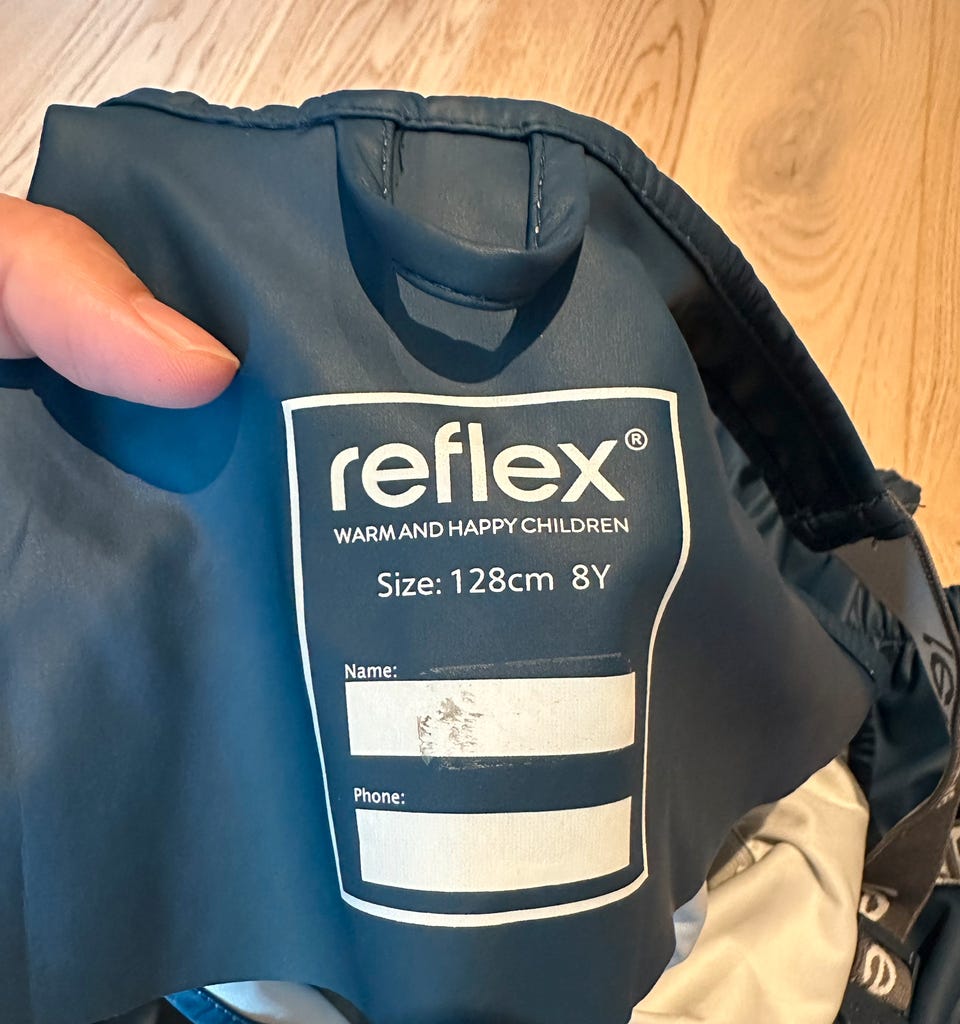 reflex®
WARM AND HAPPY CHILDREN
Size: 128cm 8Y
Name:
Phone: